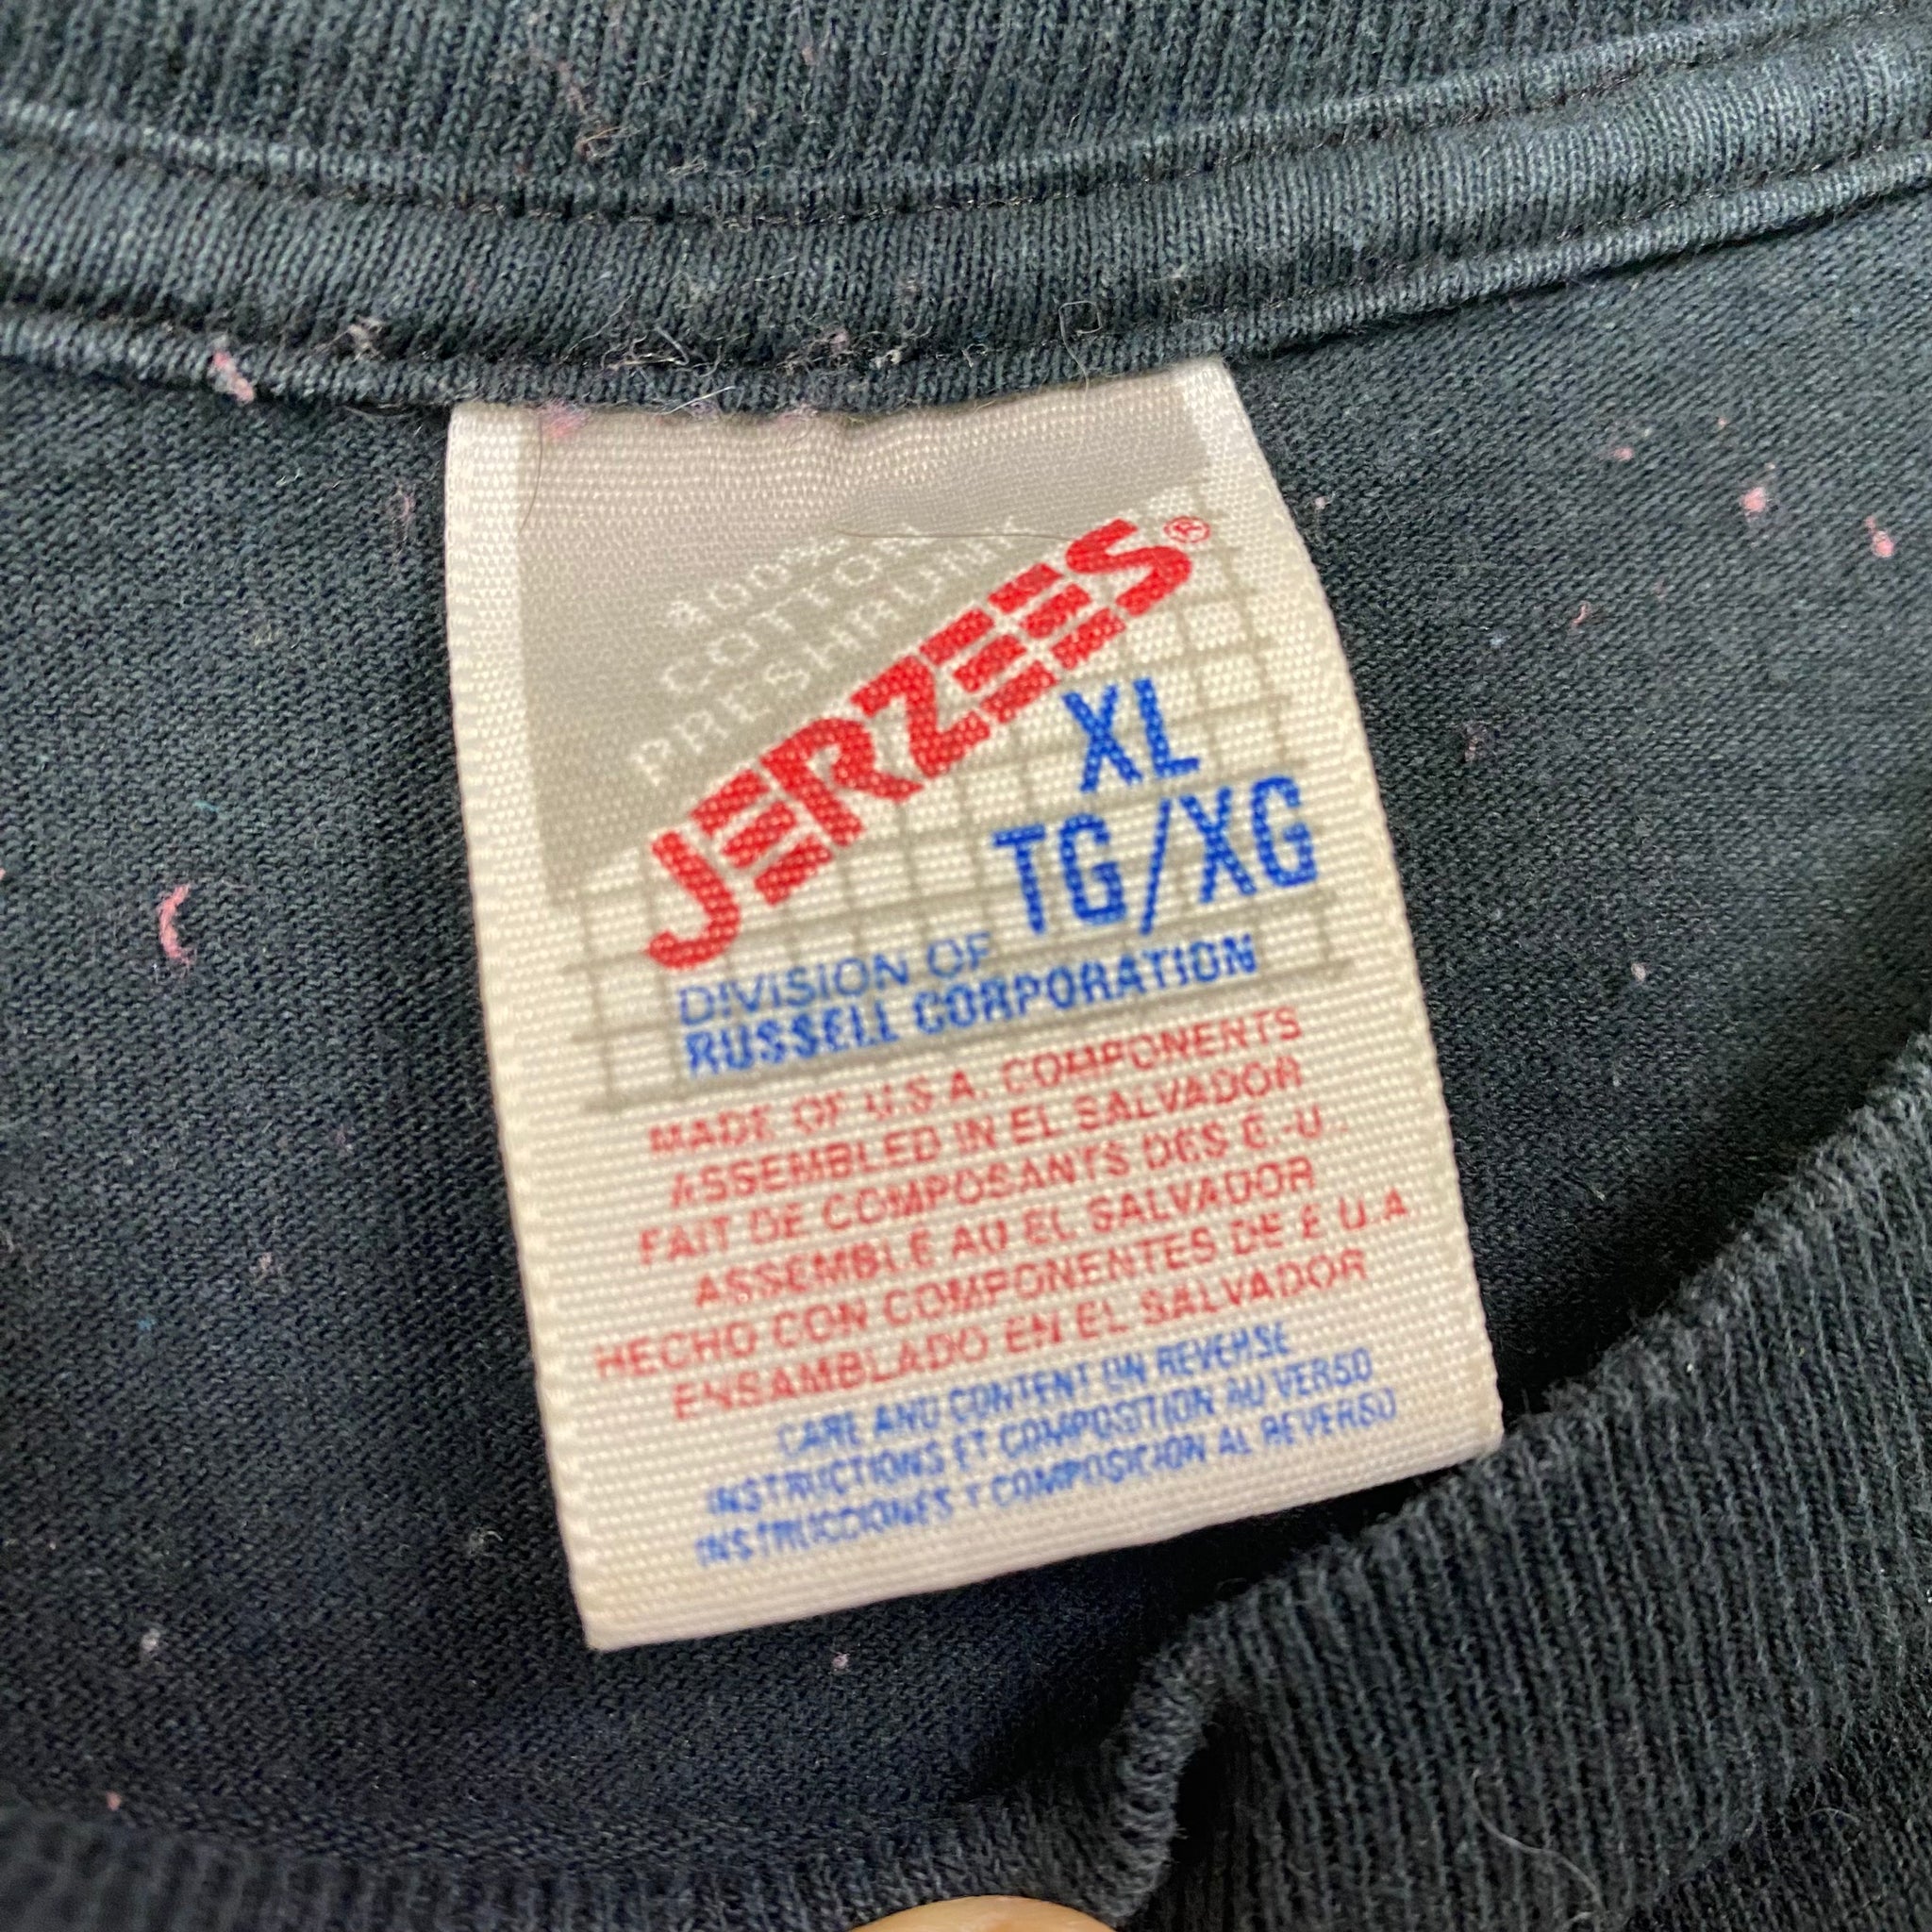 100%
COTTON
PRESHRUNK
JERZEES®
XL
TG/XG
DIVISION OF
RUSSELL CORPORATION
MADE OF U.S.A. COMPONENTS
ASSEMBLED IN EL SALVADOR
FAIT DE COMPOSANTS DES É.-U.
ASSEMBLÉ AU EL SALVADOR
HECHO CON COMPONENTES DE E.U.A
ENSAMBLADO EN EL SALVADOR
CARE AND CONTENT ON REVERSE
INSTRUCTIONS ET COMPOSITION AU VERSO
INSTRUCCIONES Y COMPOSICION AL REVERSO